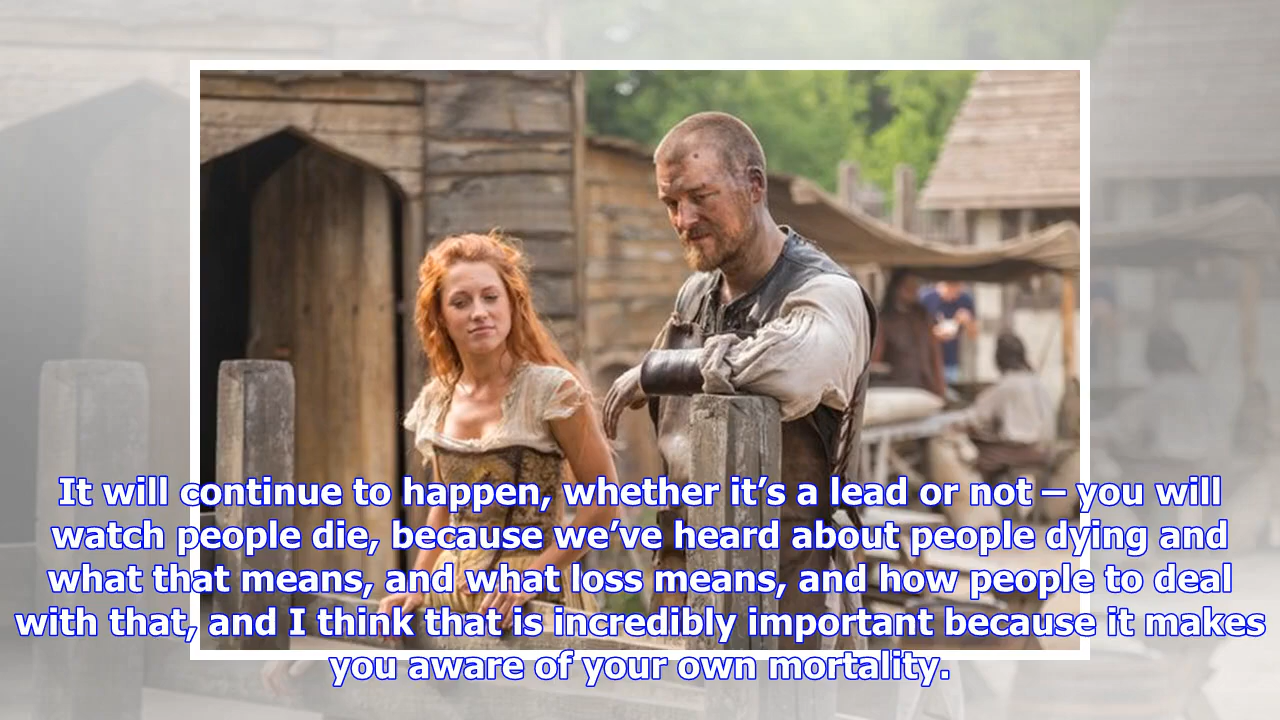 It will continue to happen, whether it’s a lead or not – you will
watch people die, because we’ve heard about people dying and
what that means, and what loss means, and how people to deal
with that, and I think that is incredibly important because it makes
you aware of your own mortality.